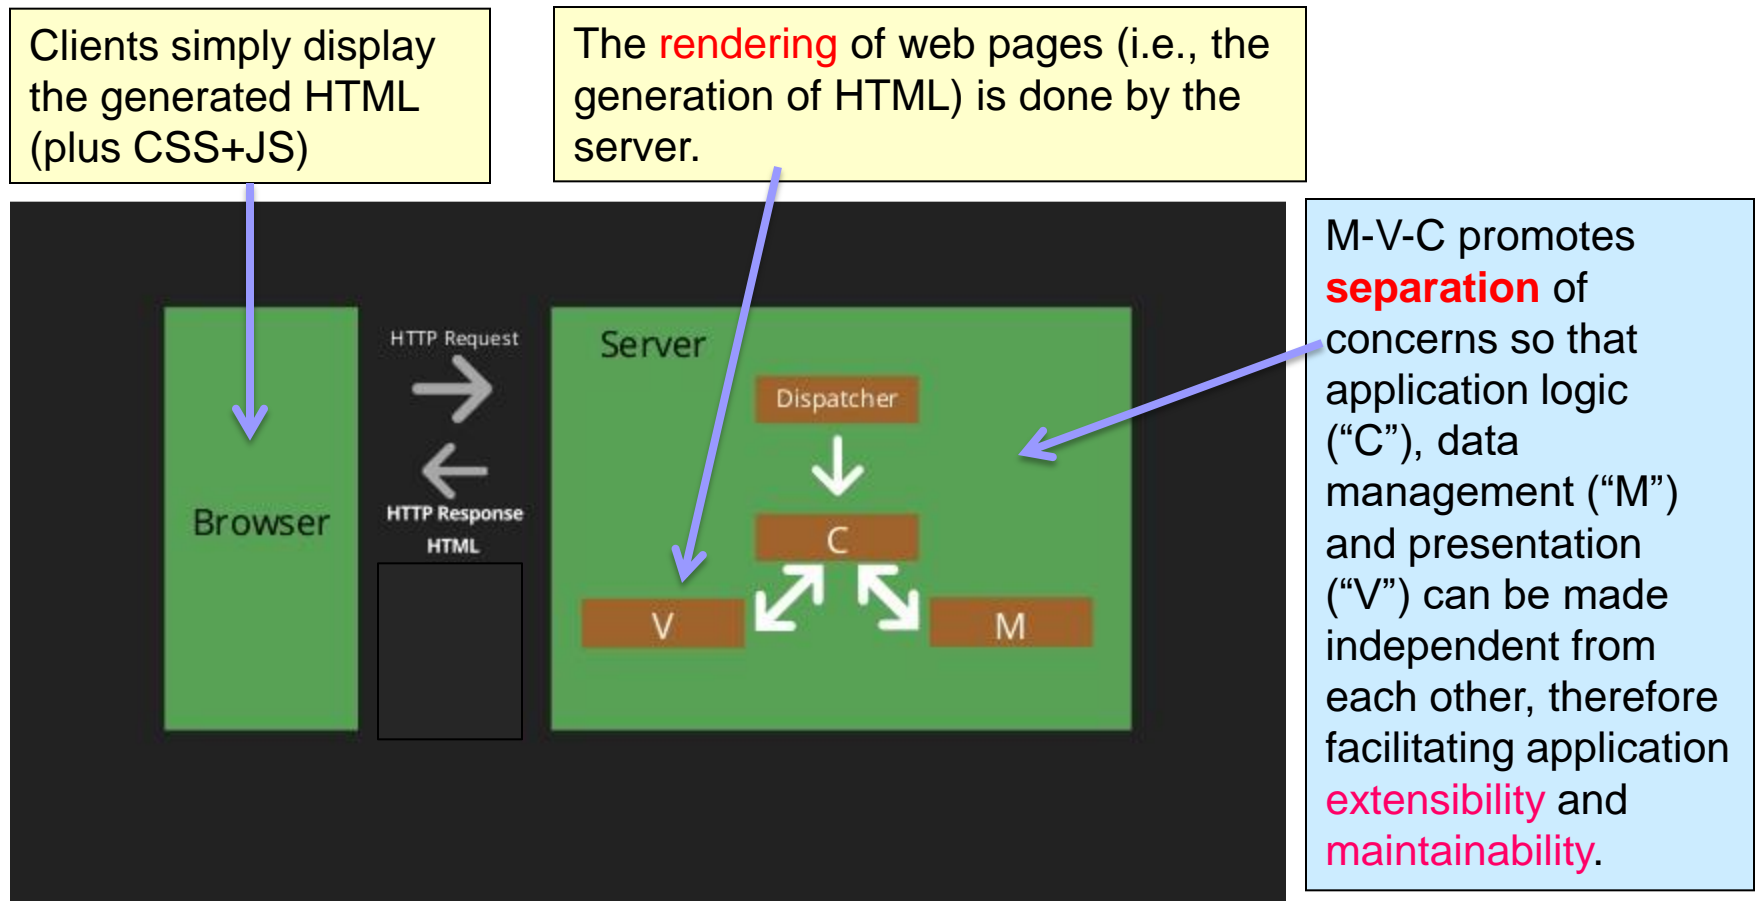 Clients simply display
the generated HTML
(plus CSS+JS)
The rendering of web pages (i.e., the
generation of HTML) is done by the
server.
M-V-C promotes
separation of
concerns so that
application logic
(“C”), data
management (“M”)
and presentation
(“V”) can be made
independent from
each other, therefore
facilitating application
extensibility and
maintainability.
HTTP Request
HTTP Response
HTML
Browser
Server
Dispatcher
C
V
M